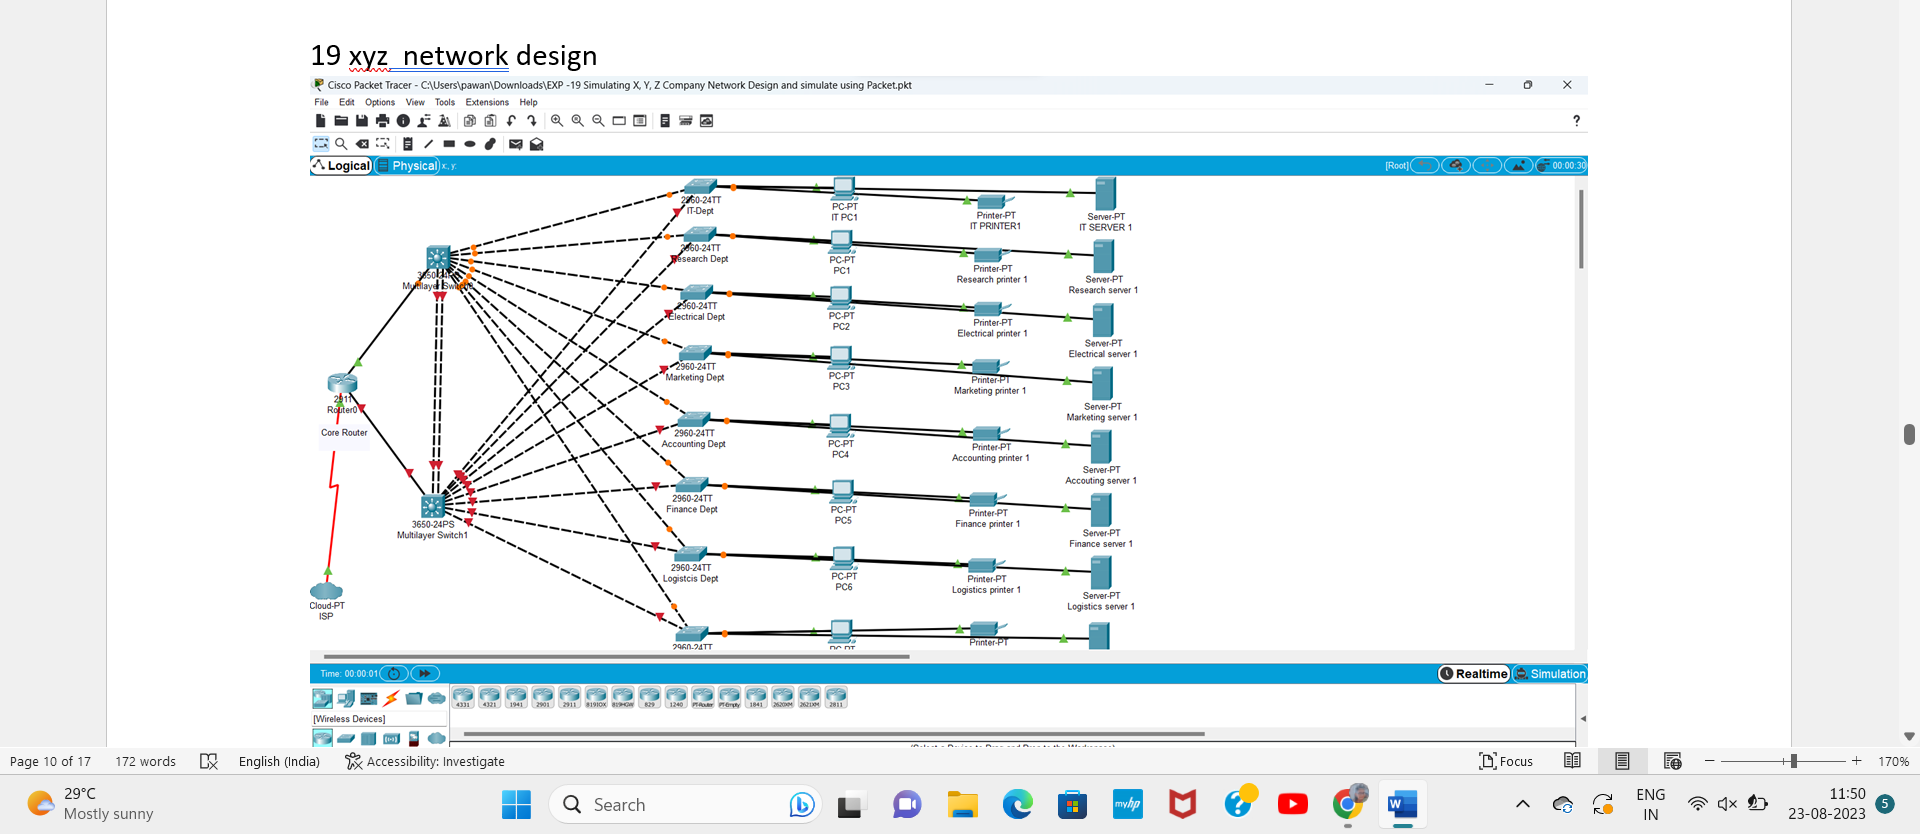 19 xyz  network design
Cisco Packet Tracer - C:\Users\pawan\Downloads\EXP -19 Simulating X, Y, Z Company Network Design and simulate using Packet.pkt
File Edit Options View Tools Extensions Help
?
Logical Physical x: y:
[Root] 00:00:30
2960-24TT
IT-Dept
PC-PT
IT PC1
Printer-PT
IT PRINTER1
Server-PT
IT SERVER 1
2960-24TT
Research Dept
PC-PT
PC1
Printer-PT
Research printer 1
Server-PT
Research server 1
Multilayer Switch0
2960-24TT
Electrical Dept
PC-PT
PC2
Printer-PT
Electrical printer 1
Server-PT
Electrical server 1
2960-24TT
Marketing Dept
PC-PT
PC3
Printer-PT
Marketing printer 1
Server-PT
Marketing server 1
2911
Router0
Core Router
2960-24TT
Accounting Dept
PC-PT
PC4
Printer-PT
Accounting printer 1
Server-PT
Accouting server 1
2960-24TT
Finance Dept
PC-PT
PC5
Printer-PT
Finance printer 1
Server-PT
Finance server 1
3650-24PS
Multilayer Switch1
2960-24TT
Logistcis Dept
PC-PT
PC6
Printer-PT
Logistics printer 1
Server-PT
Logistics server 1
Cloud-PT
ISP
2960-24TT
PC-PT
Printer-PT
Time: 00:00:01
Realtime Simulation
4331 4321 1941 2901 2911 819IOX 819HGW 829 1240 PT-Router PT-Empty 1841 2620XM 2621XM 2811
[Wireless Devices]
(Select a Device to Drag and Drop to the Workspace)
Page 10 of 17 172 words English (India) Accessibility: Investigate Focus 170%
29°C
Mostly sunny
Search
myhp
ENG
IN
11:50
23-08-2023
5